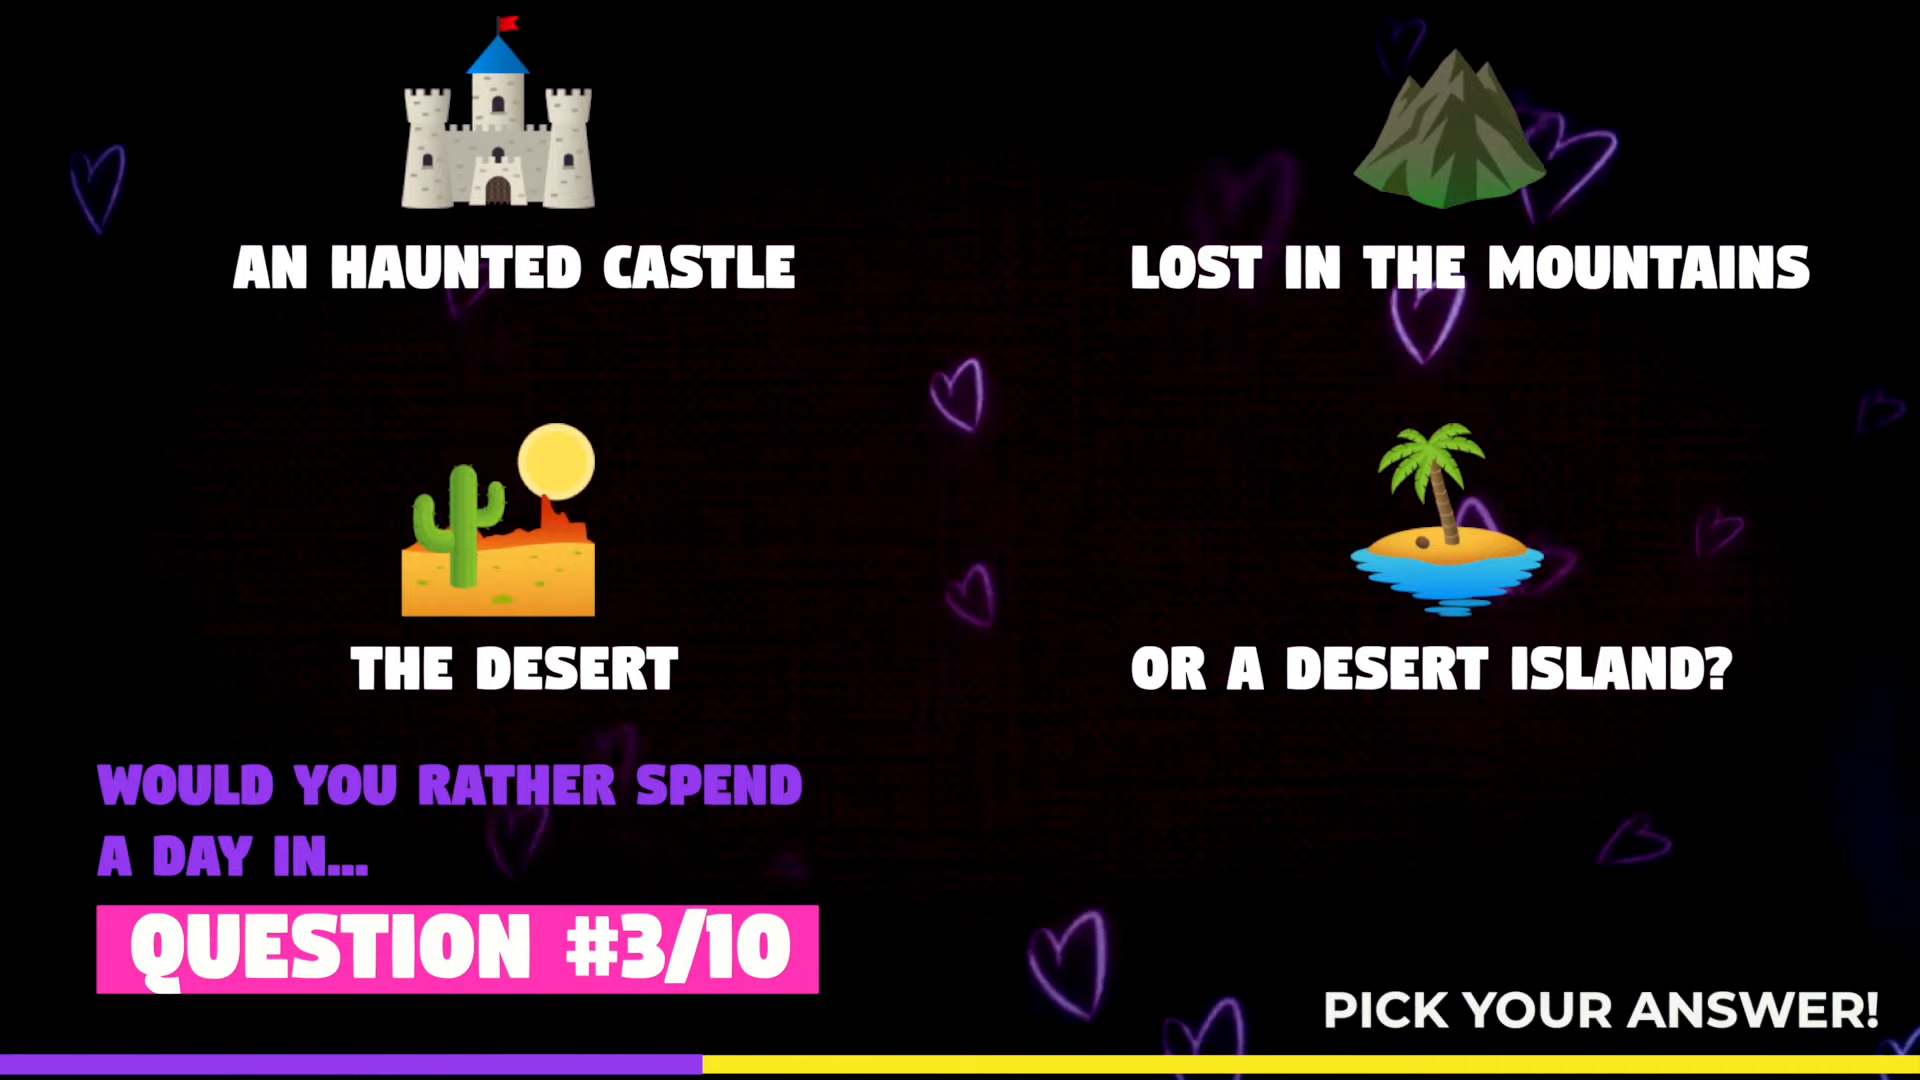 AN HAUNTED CASTLE
LOST IN THE MOUNTAINS
THE DESERT
OR A DESERT ISLAND?
WOULD YOU RATHER SPEND
A DAY IN...
QUESTION #3/10
PICK YOUR ANSWER!